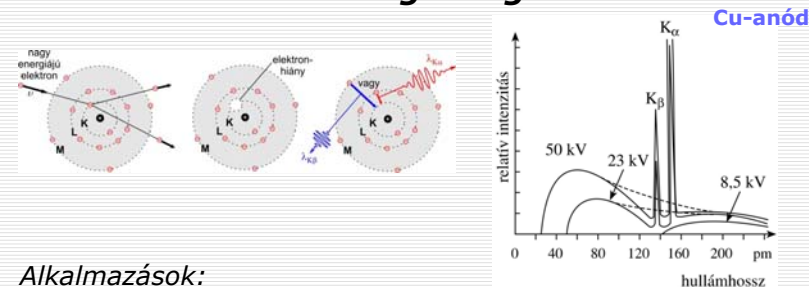 Cu-anód
nagy
energiájú
elektron
K
L
M
elektron-
hiány
K
L
M
vagy
λKα
λKβ
K
L
M
relatív intenzitás
Kα
Kβ
50 kV
23 kV
8,5 kV
0 40 80 120 160 200 pm
hullámhossz
Alkalmazások: